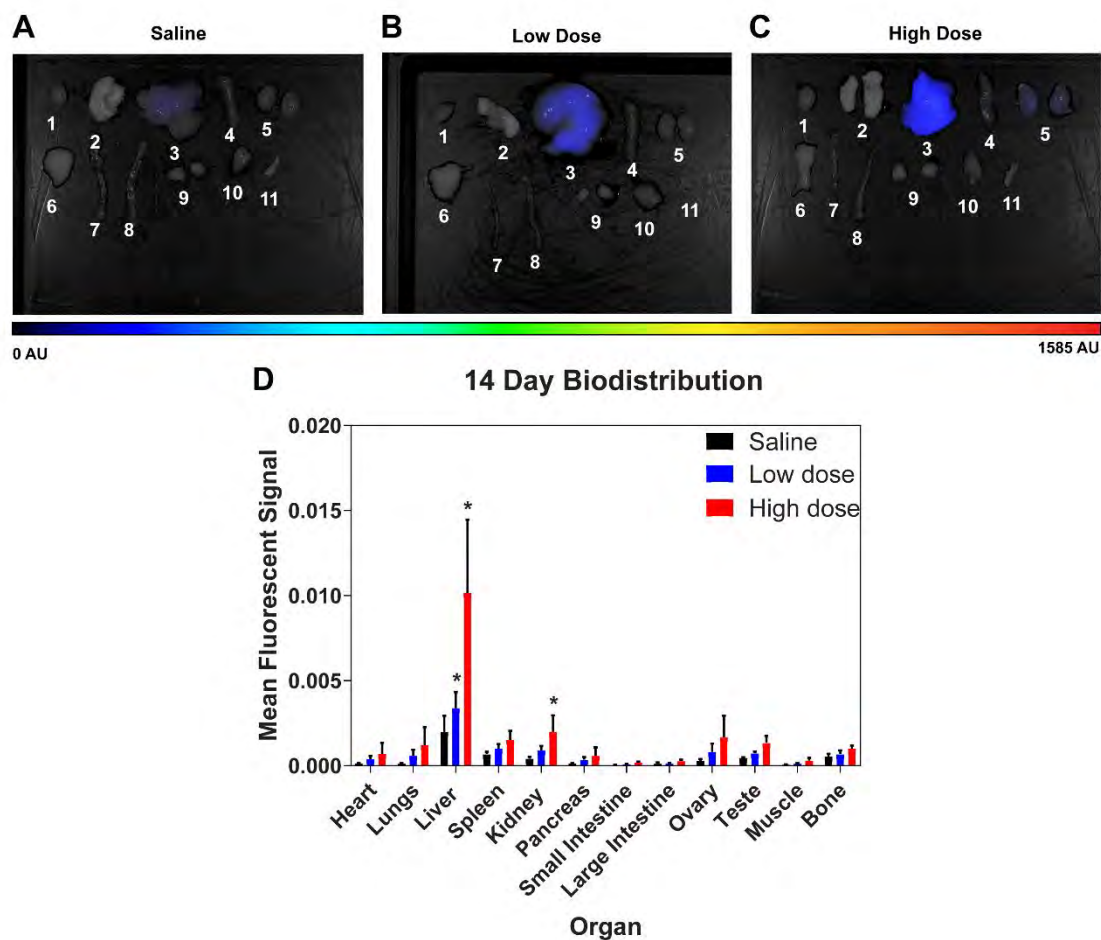 A
Saline
B
Low Dose
C
High Dose
1
2
3
4
5
6
7
8
9
10
11
1
2
3
4
5
6
7
8
9
10
11
1
2
3
4
5
6
7
8
9
10
11
0 AU
1585 AU
D
14 Day Biodistribution
Mean Fluorescent Signal
0.020
0.015
0.010
0.005
0.000
Saline
Low dose
High dose
*
*
*
Heart
Lungs
Liver
Spleen
Kidney
Pancreas
Small Intestine
Large Intestine
Ovary
Teste
Muscle
Bone
Organ